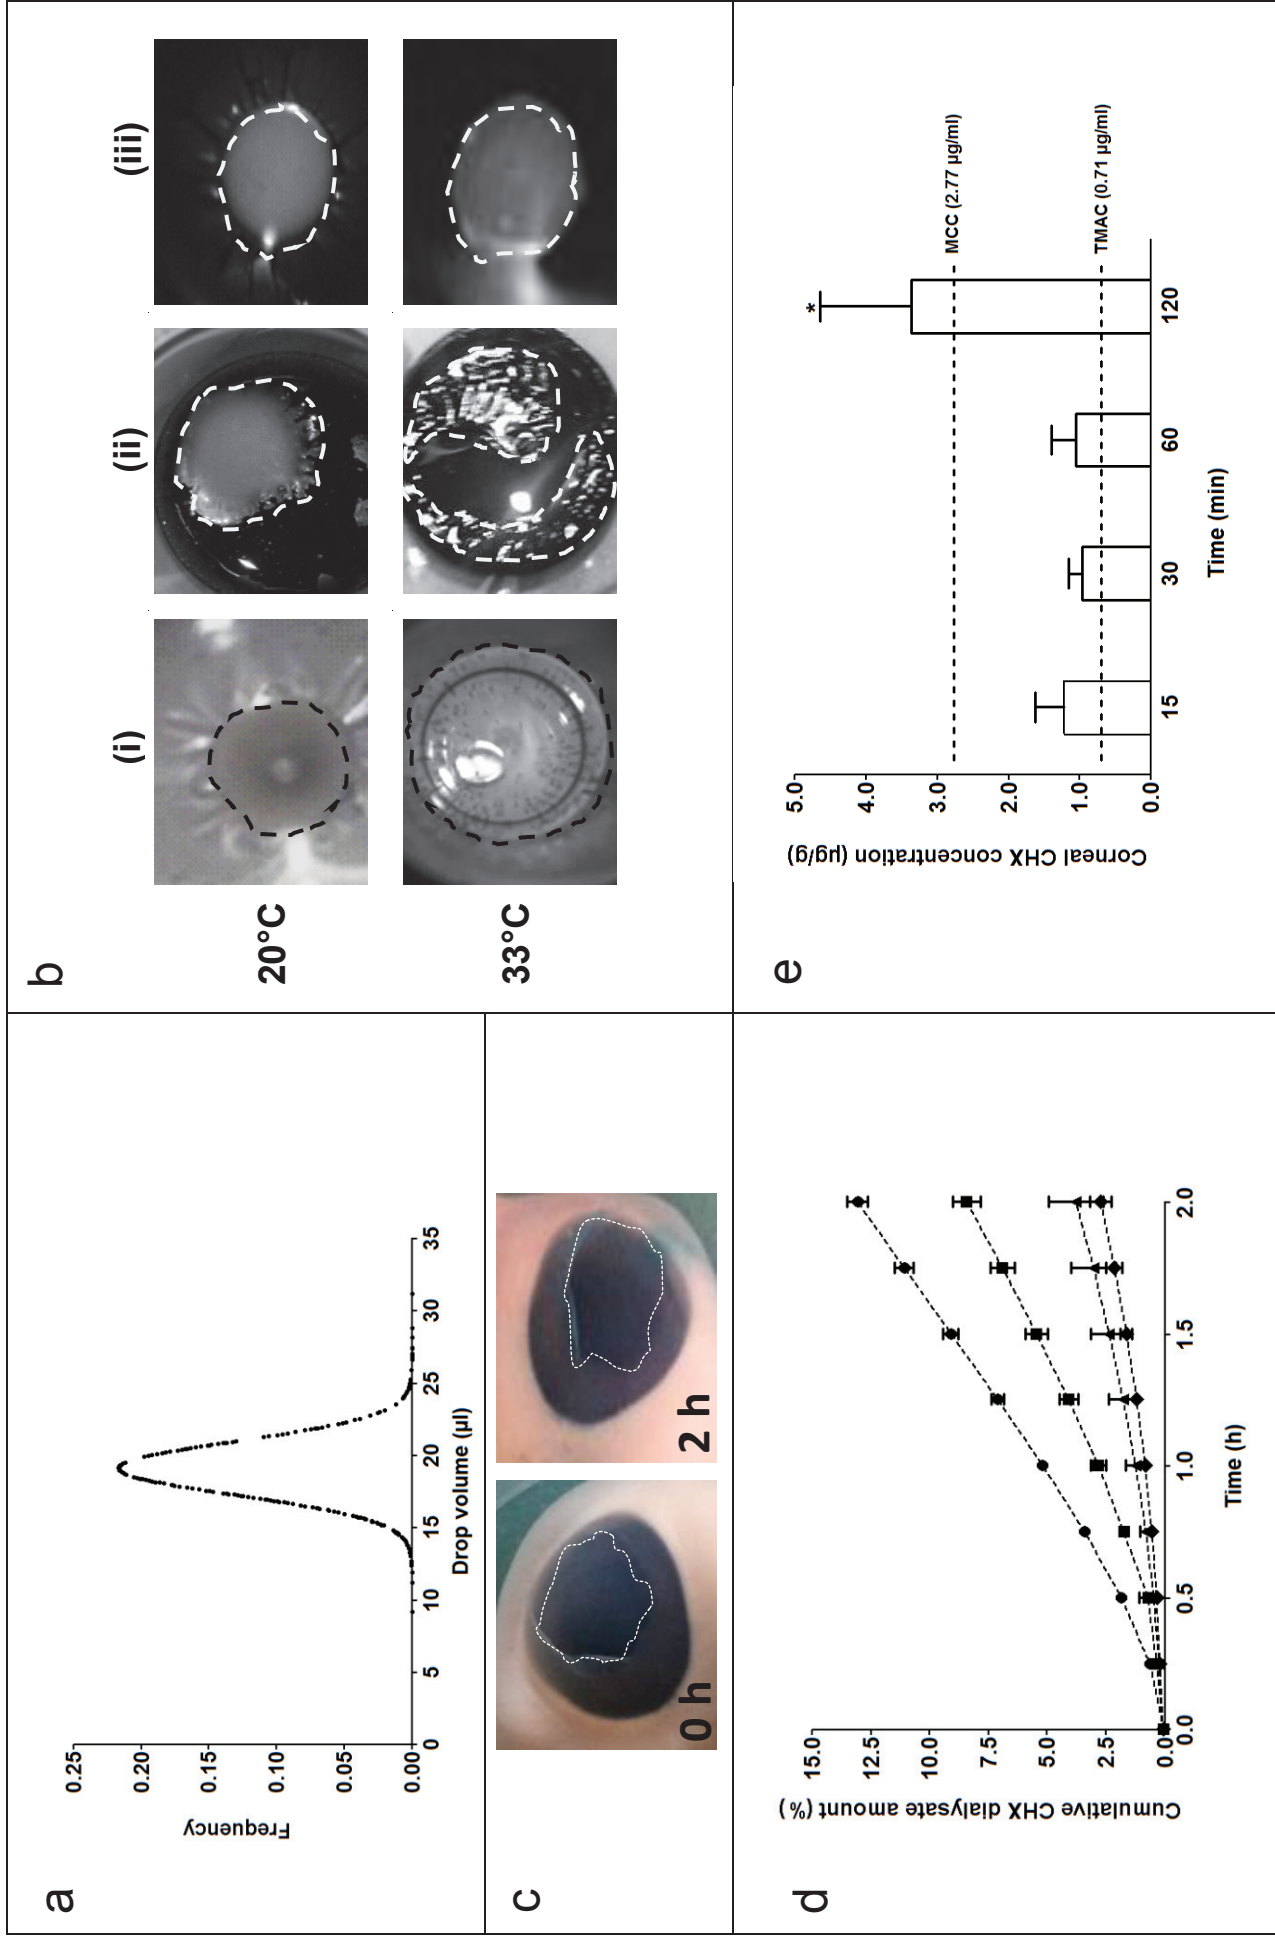 a
Frequency
0.25
0.20
0.15
0.10
0.05
0.00
0 5 10 15 20 25 30 35
Drop volume (µl)
b
(i) (ii) (iii)
20°C
33°C
c
0 h 2 h
d
Cumulative CHX dialysate amount (%)
15.0
12.5
10.0
7.5
5.0
2.5
0.0
0.0 0.5 1.0 1.5 2.0
Time (h)
e
Corneal CHX concentration (µg/g)
5.0
4.0
3.0
2.0
1.0
0.0
*
MCC (2.77 µg/ml)
TMAC (0.71 µg/ml)
15 30 60 120
Time (min)